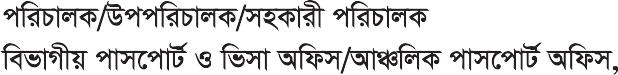 পরিচালক/উপপরিচালক/সহকারী পরিচালক
বিভাগীয় পাসপোর্ট ও ভিসা অফিস/আঞ্চলিক পাসপোর্ট অফিস,